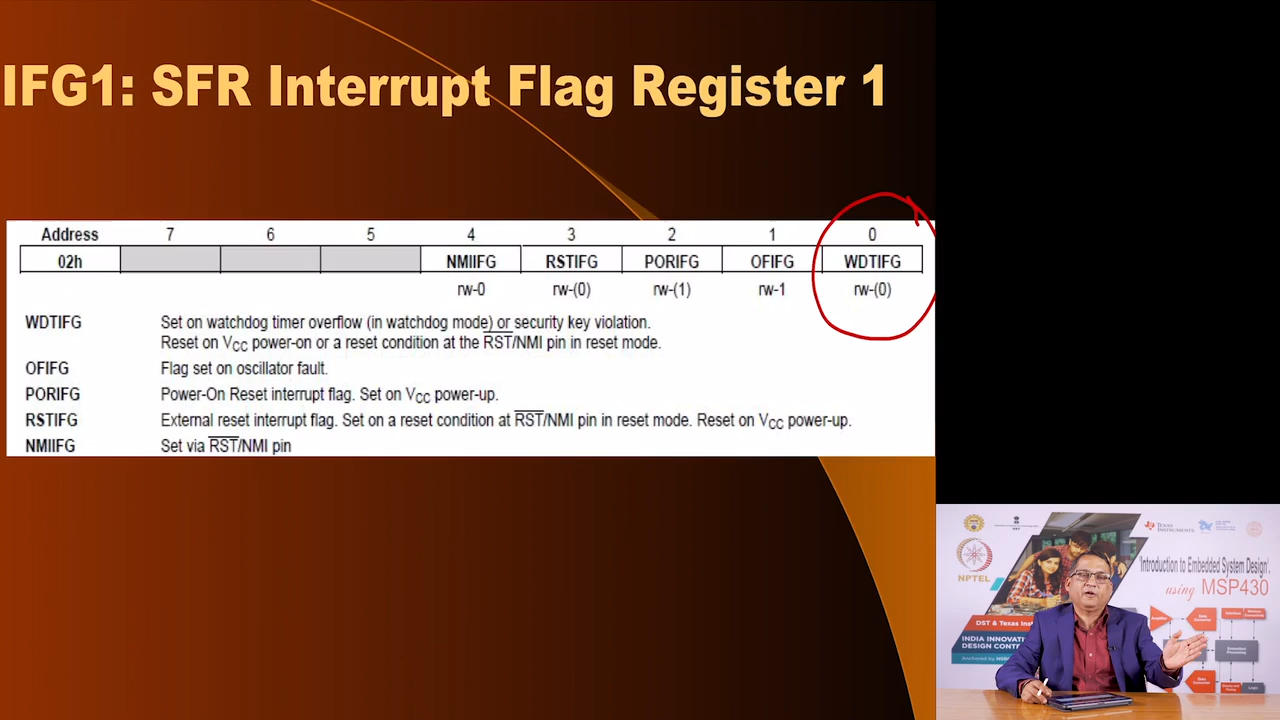 IFG1: SFR Interrupt Flag Register 1
Address 7 6 5 4 3 2 1 0
02h NMIIFG RSTIFG PORIFG OFIFG WDTIFG
rw-0 rw-(0) rw-(1) rw-1 rw-(0)
WDTIFG Set on watchdog timer overflow (in watchdog mode) or security key violation.
Reset on VCC power-on or a reset condition at the RST/NMI pin in reset mode.
OFIFG Flag set on oscillator fault.
PORIFG Power-On Reset interrupt flag. Set on VCC power-up.
RSTIFG External reset interrupt flag. Set on a reset condition at RST/NMI pin in reset mode. Reset on VCC power-up.
NMIIFG Set via RST/NMI pin
TEXAS INSTRUMENTS
NPTEL
'Introduction to Embedded System Design'
using MSP430
DST & Texas
INDIA
DESIGN